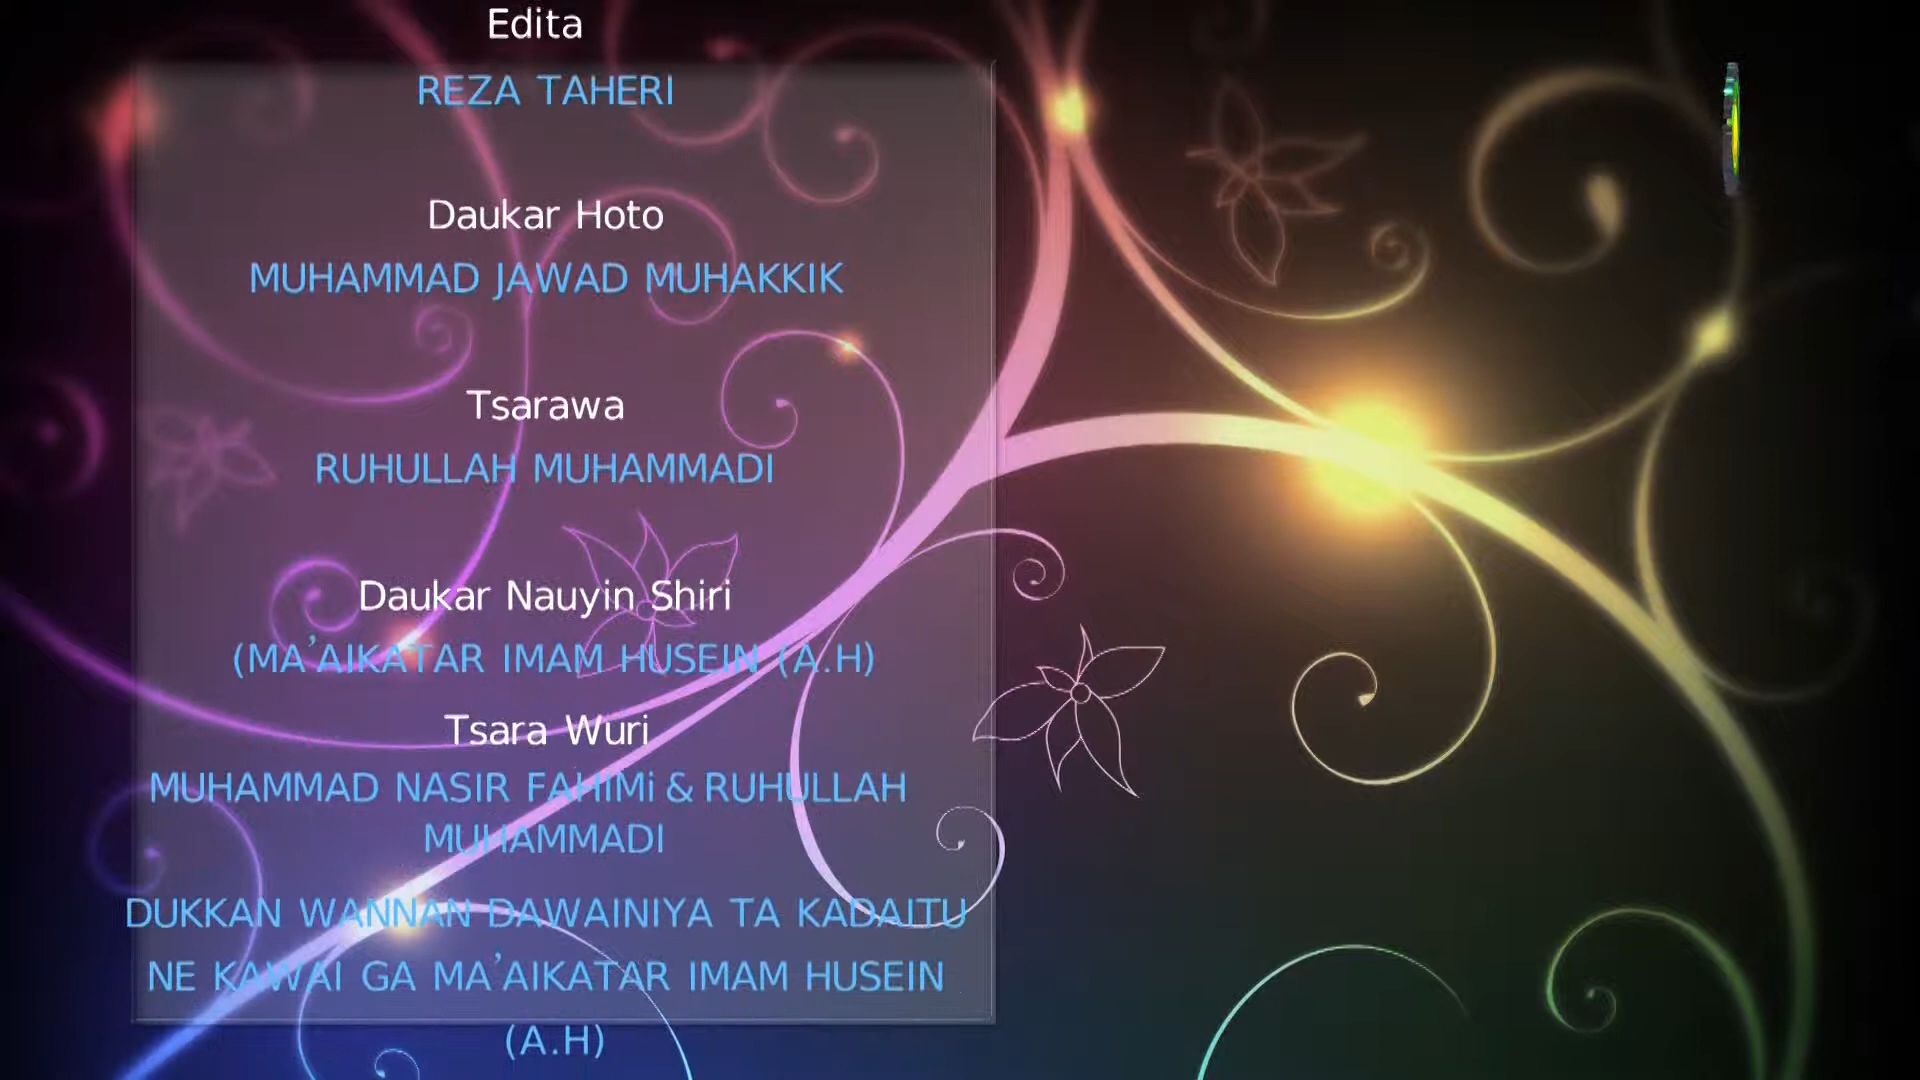 Edita
REZA TAHERI
Daukar Hoto
MUHAMMAD JAWAD MUHAKKIK
Tsarawa
RUHULLAH MUHAMMADI
Daukar Nauyin Shiri
(MA'AIKATAR IMAM HUSEIN (A.H)
Tsara Wuri
MUHAMMAD NASIR FAHIMi & RUHULLAH
MUHAMMADI
DUKKAN WANNAN DAWAINIYA TA KADAITU
NE KAWAI GA MA'AIKATAR IMAM HUSEIN
(A.H)